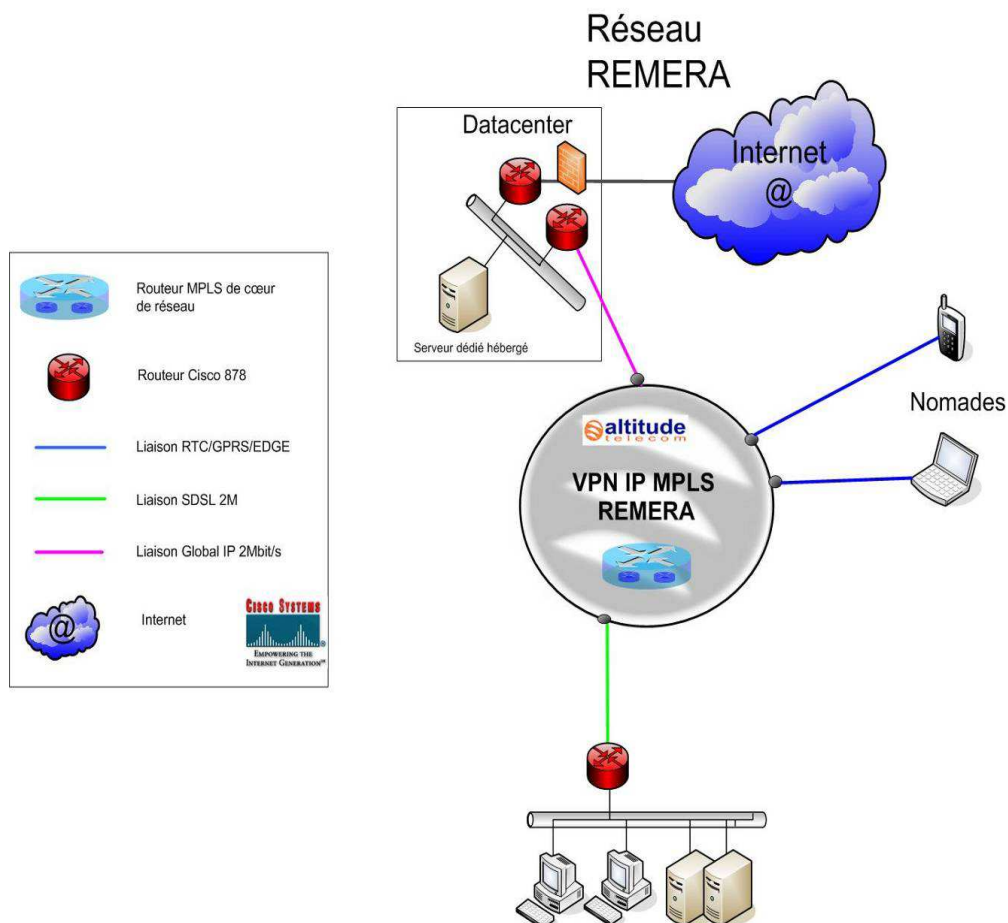 Réseau
REMERA
Datacenter
Internet
@
Serveur dédié hébergé
Routeur MPLS de cœur
de réseau
Routeur Cisco 878
Liaison RTC/GPRS/EDGE
Liaison SDSL 2M
Liaison Global IP 2Mbit/s
@
Internet
CISCO SYSTEMS
®
EMPOWERING THE
INTERNET GENERATION℠
Nomades
altitude
telecom
VPN IP MPLS
REMERA